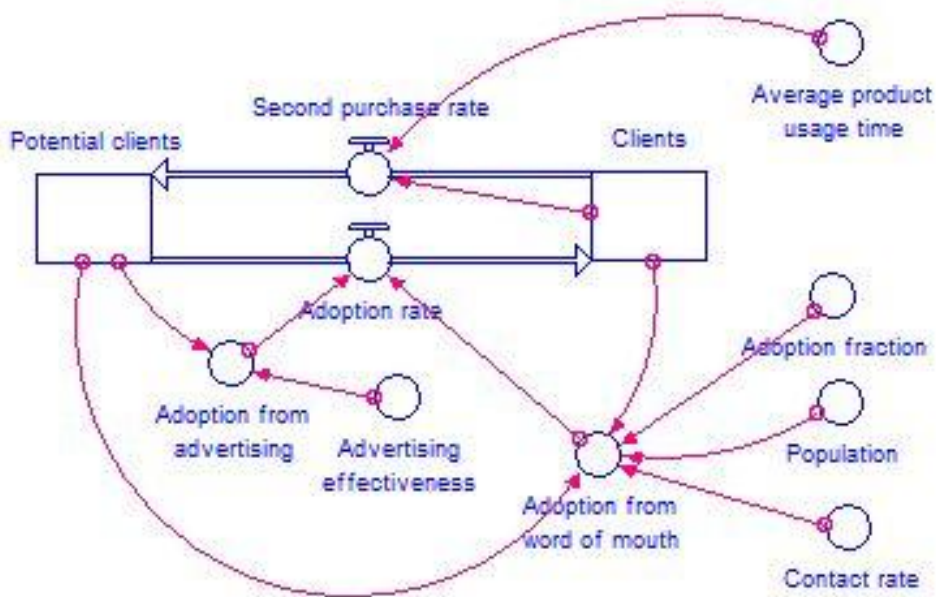 Average product
usage time
Second purchase rate
Potential clients
Clients
Adoption rate
Adoption fraction
Adoption from
advertising
Advertising
effectiveness
Population
Adoption from
word of mouth
Contact rate